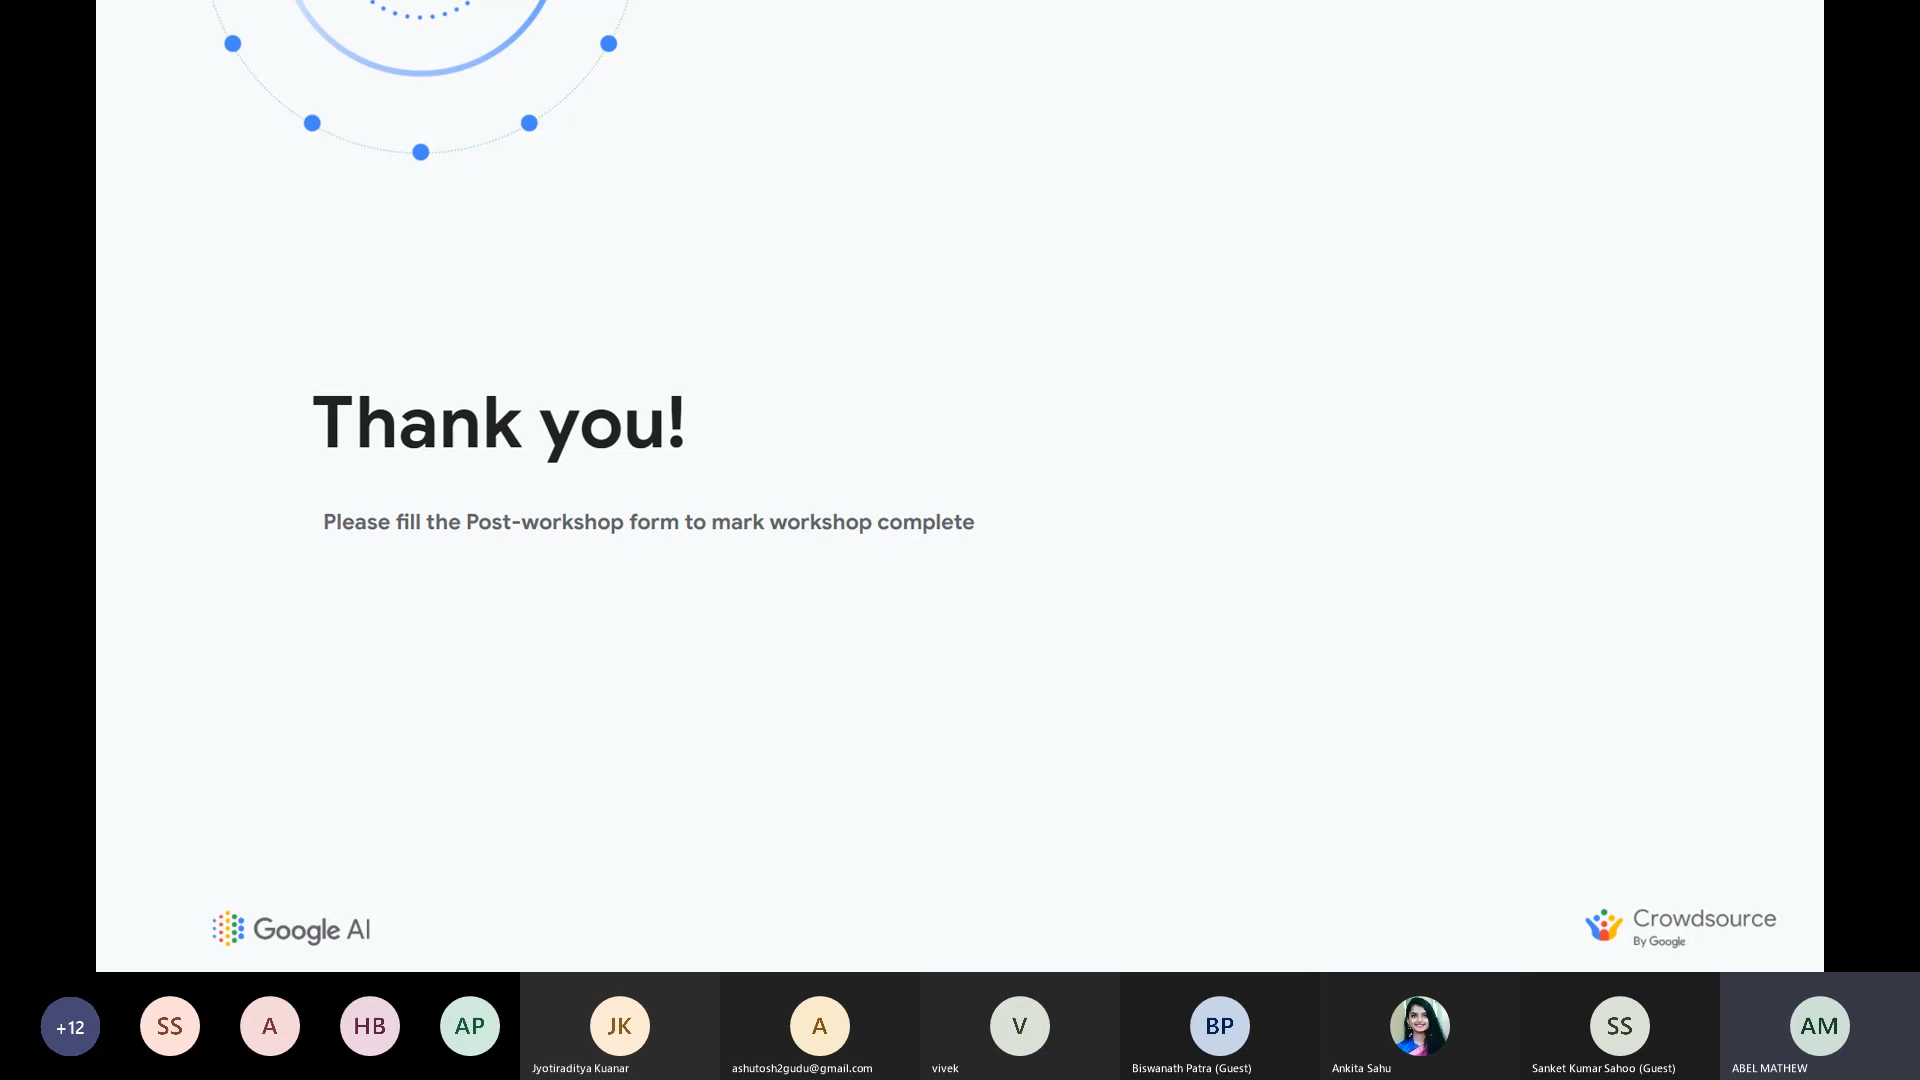 Thank you!
Please fill the Post-workshop form to mark workshop complete
Google AI
Crowdsource
By Google
+12
SS
A
HB
AP
JK
A
V
BP
SS
AM
Jyotiraditya Kuanar
ashutosh2gudu@gmail.com
vivek
Biswanath Patra (Guest)
Ankita Sahu
Sanket Kumar Sahoo (Guest)
ABEL MATHEW